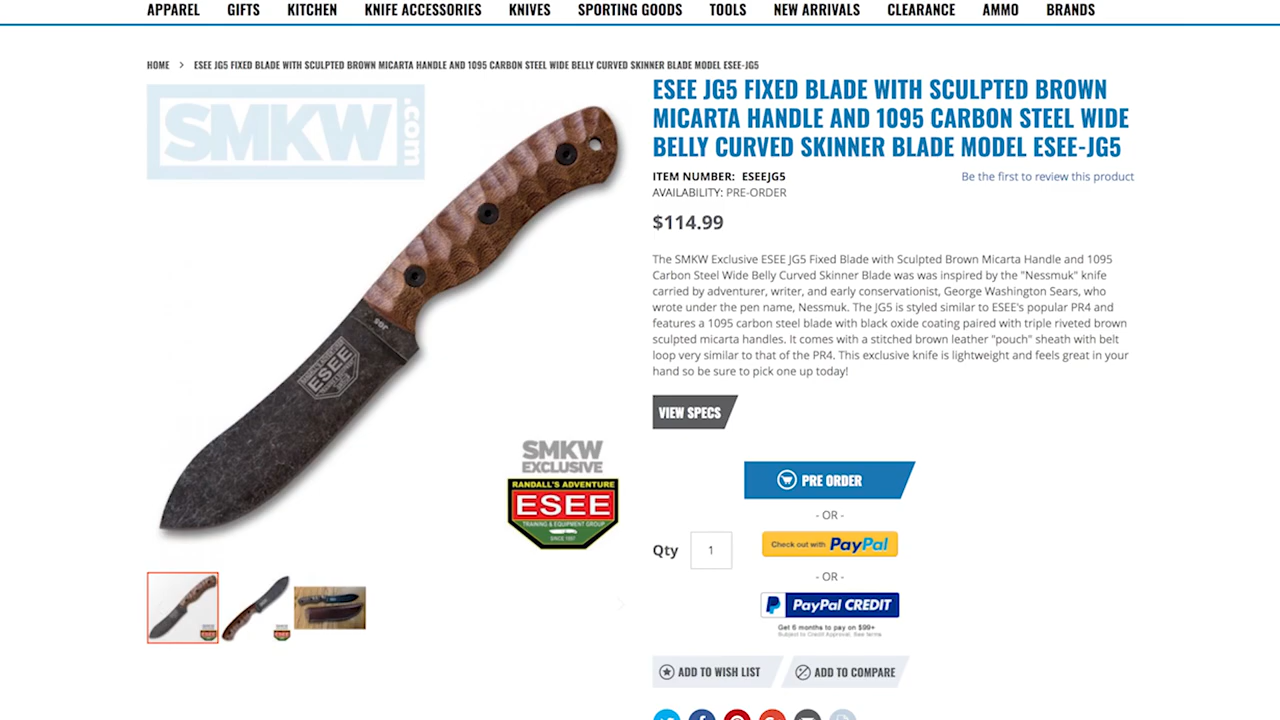 APPAREL GIFTS KITCHEN KNIFE ACCESSORIES KNIVES SPORTING GOODS TOOLS NEW ARRIVALS CLEARANCE AMMO BRANDS
HOME > ESEE JG5 FIXED BLADE WITH SCULPTED BROWN MICARTA HANDLE AND 1095 CARBON STEEL WIDE BELLY CURVED SKINNER BLADE MODEL ESEE-JG5
SMKW.com
JG5
ESEE
SMKW
EXCLUSIVE
RANDALL'S ADVENTURE
ESEE
TRAINING & EQUIPMENT GROUP
SINCE 1997
ESEE JG5 FIXED BLADE WITH SCULPTED BROWN
MICARTA HANDLE AND 1095 CARBON STEEL WIDE
BELLY CURVED SKINNER BLADE MODEL ESEE-JG5
ITEM NUMBER: ESEEJG5
Be the first to review this product
AVAILABILITY: PRE-ORDER
$114.99
The SMKW Exclusive ESEE JG5 Fixed Blade with Sculpted Brown Micarta Handle and 1095
Carbon Steel Wide Belly Curved Skinner Blade was was inspired by the "Nessmuk" knife
carried by adventurer, writer, and early conservationist, George Washington Sears, who
wrote under the pen name, Nessmuk. The JG5 is styled similar to ESEE's popular PR4 and
features a 1095 carbon steel blade with black oxide coating paired with triple riveted brown
sculpted micarta handles. It comes with a stitched brown leather "pouch" sheath with belt
loop very similar to that of the PR4. This exclusive knife is lightweight and feels great in your
hand so be sure to pick one up today!
VIEW SPECS
PRE ORDER
- OR -
Qty 1
Check out with PayPal
- OR -
PayPal CREDIT
Get 6 months to pay on $99+
Subject to Credit Approval. See terms
ADD TO WISH LIST ADD TO COMPARE